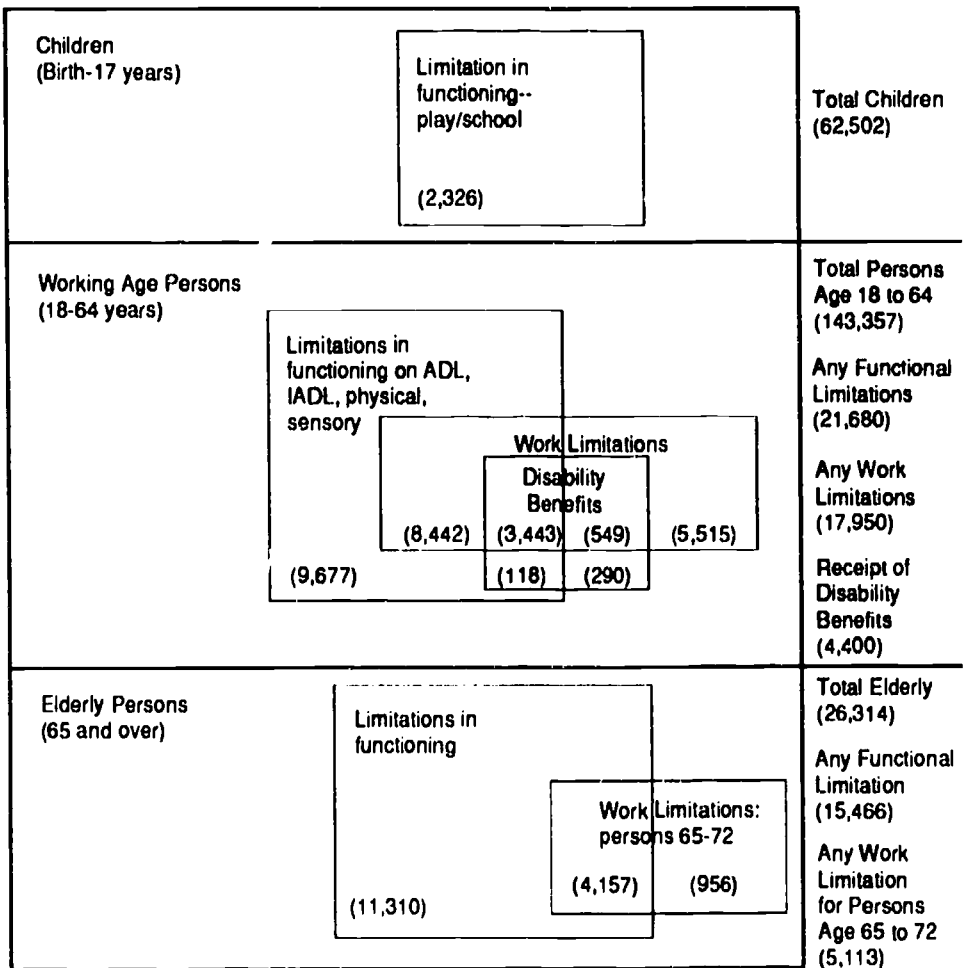 Children
(Birth-17 years)
Limitation in
functioning--
play/school
(2,326)
Total Children
(62,502)
Working Age Persons
(18-64 years)
Limitations in
functioning on ADL,
IADL, physical,
sensory
Work Limitations
Disability
Benefits
(8,442) (3,443) (549) (5,515)
(9,677) (118) (290)
Total Persons
Age 18 to 64
(143,357)
Any Functional
Limitations
(21,680)
Any Work
Limitations
(17,950)
Receipt of
Disability
Benefits
(4,400)
Elderly Persons
(65 and over)
Limitations in
functioning
Work Limitations:
persons 65-72
(4,157) (956)
(11,310)
Total Elderly
(26,314)
Any Functional
Limitation
(15,466)
Any Work
Limitation
for Persons
Age 65 to 72
(5,113)